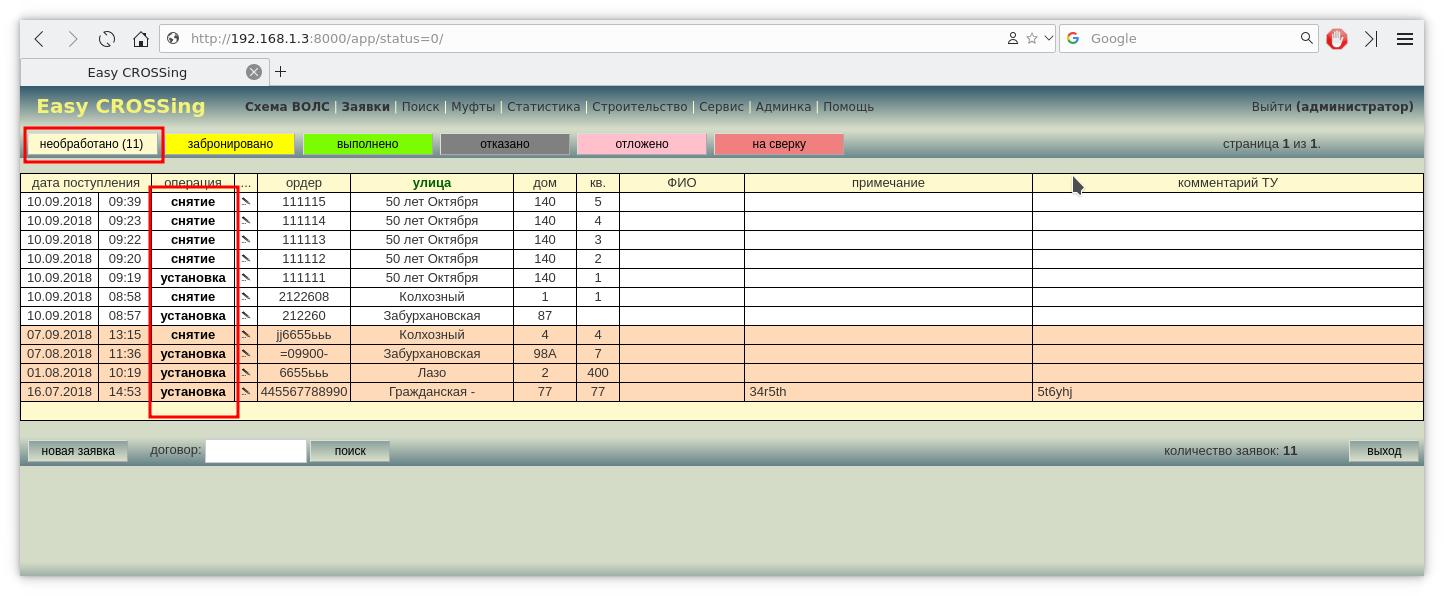 http://192.168.1.3:8000/app/status=0/ Google
Easy CROSSing
Easy CROSSing Схема ВОЛС | Заявки | Поиск | Муфты | Статистика | Строительство | Сервис | Админка | Помощь Выйти (администратор)
необработано (11) забронировано выполнено отказано отложено на сверку страница 1 из 1.
дата поступления операция ... ордер улица дом кв. ФИО примечание комментарий ТУ
10.09.2018 09:39 снятие 111115 50 лет Октября 140 5
10.09.2018 09:23 снятие 111114 50 лет Октября 140 4
10.09.2018 09:22 снятие 111113 50 лет Октября 140 3
10.09.2018 09:20 снятие 111112 50 лет Октября 140 2
10.09.2018 09:19 установка 111111 50 лет Октября 140 1
10.09.2018 08:58 снятие 2122608 Колхозный 1 1
10.09.2018 08:57 установка 212260 Забурхановская 87
07.09.2018 13:15 снятие jj6655ььь Колхозный 4 4
07.08.2018 11:36 установка =09900- Забурхановская 98А 7
01.08.2018 10:19 установка 6655ььь Лазо 2 400
16.07.2018 14:53 установка 445567788990 Гражданская - 77 77 34r5th 5t6yhj
новая заявка договор: поиск количество заявок: 11 выход